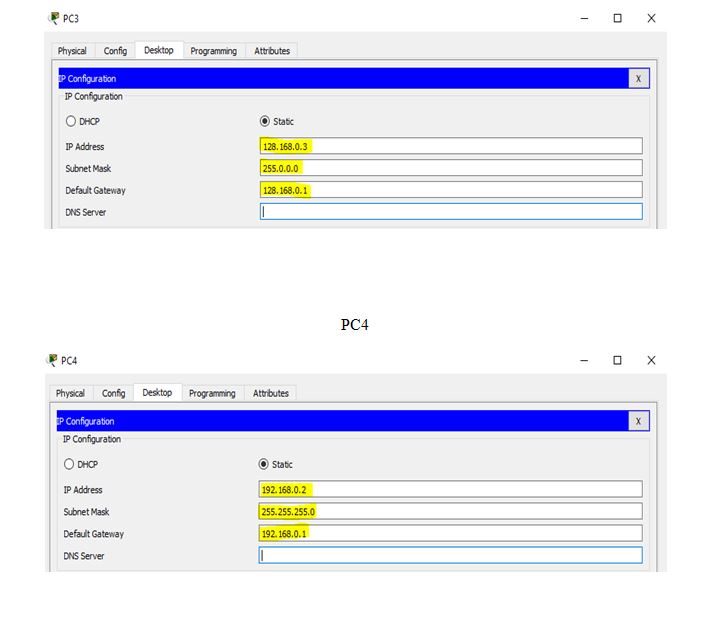 PC3
Physical Config Desktop Programming Attributes
IP Configuration X
IP Configuration
DHCP Static
IP Address 128.168.0.3
Subnet Mask 255.0.0.0
Default Gateway 128.168.0.1
DNS Server
PC4
PC4
Physical Config Desktop Programming Attributes
IP Configuration X
IP Configuration
DHCP Static
IP Address 192.168.0.2
Subnet Mask 255.255.255.0
Default Gateway 192.168.0.1
DNS Server